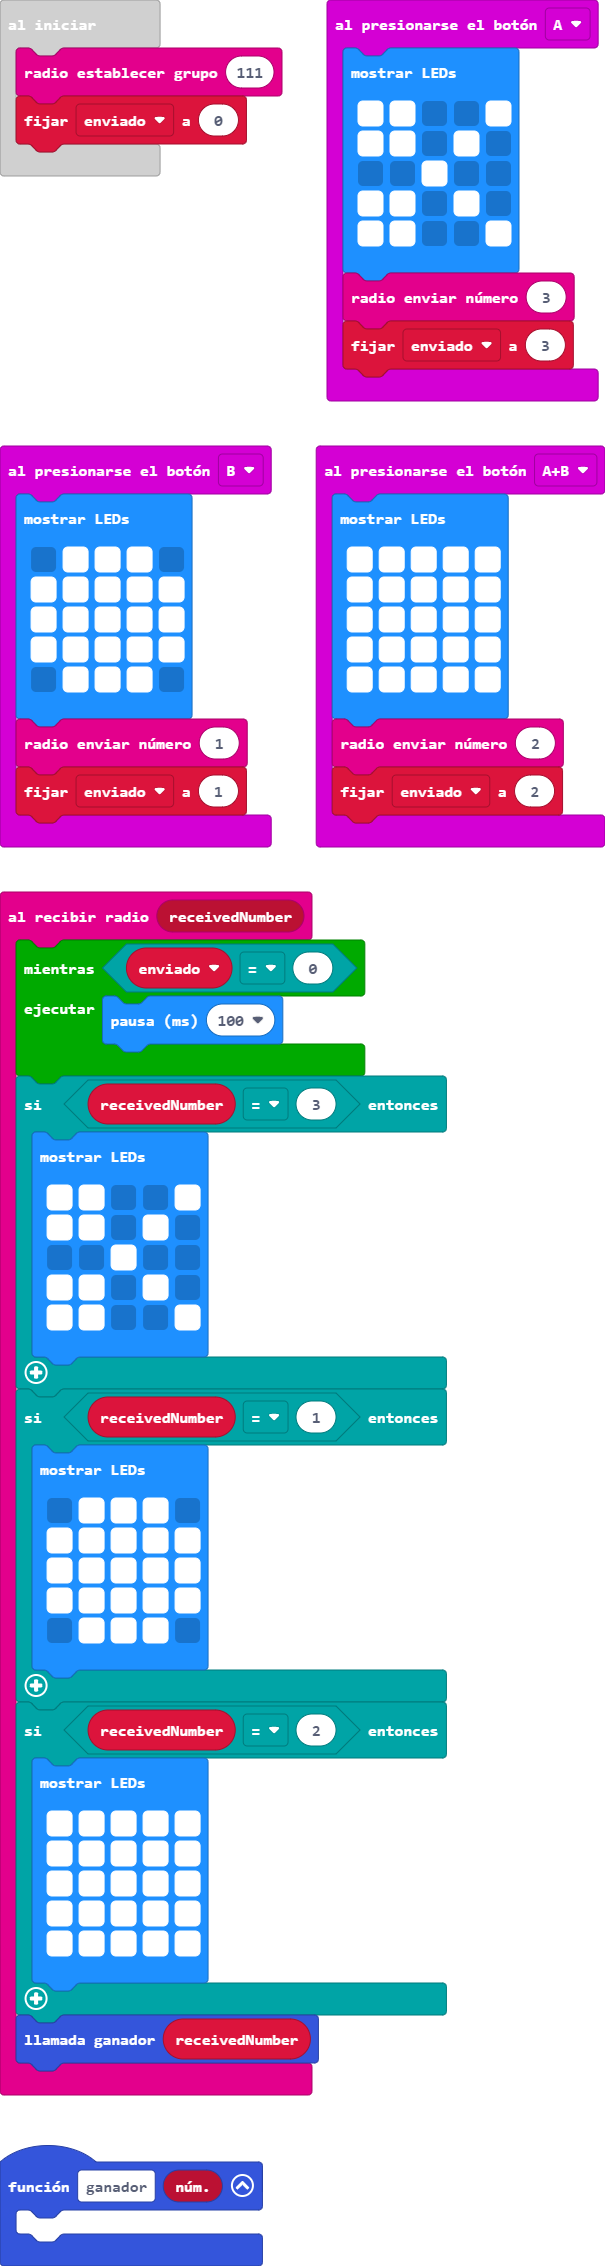 al iniciar
radio establecer grupo 111
fijar enviado a 0
al presionarse el botón A
mostrar LEDs
radio enviar número 3
fijar enviado a 3
al presionarse el botón B
mostrar LEDs
radio enviar número 1
fijar enviado a 1
al presionarse el botón A+B
mostrar LEDs
radio enviar número 2
fijar enviado a 2
al recibir radio receivedNumber
mientras enviado = 0
ejecutar pausa (ms) 100
si receivedNumber = 3 entonces
mostrar LEDs
si receivedNumber = 1 entonces
mostrar LEDs
si receivedNumber = 2 entonces
mostrar LEDs
llamada ganador receivedNumber
función ganador núm.